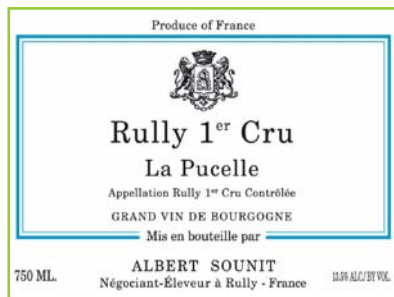 Produce of France
Rully 1er Cru
La Pucelle
Appellation Rully 1er Cru Contrôlée
GRAND VIN DE BOURGOGNE
Mis en bouteille par
ALBERT SOUNIT
750 ML.
Négociant-Éleveur à Rully - France
13.5% ALC/BY VOL.